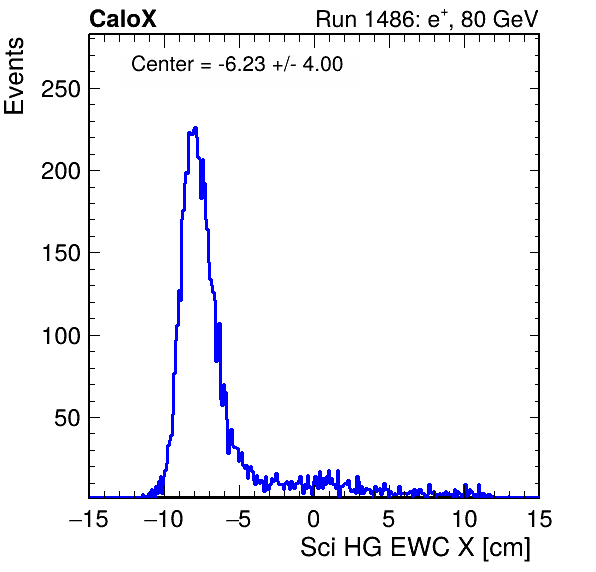 CaloX Run 1486: e⁺, 80 GeV
Center = -6.23 +/- 4.00
Events
250
200
150
100
50
−15 −10 −5 0 5 10 15
Sci HG EWC X [cm]